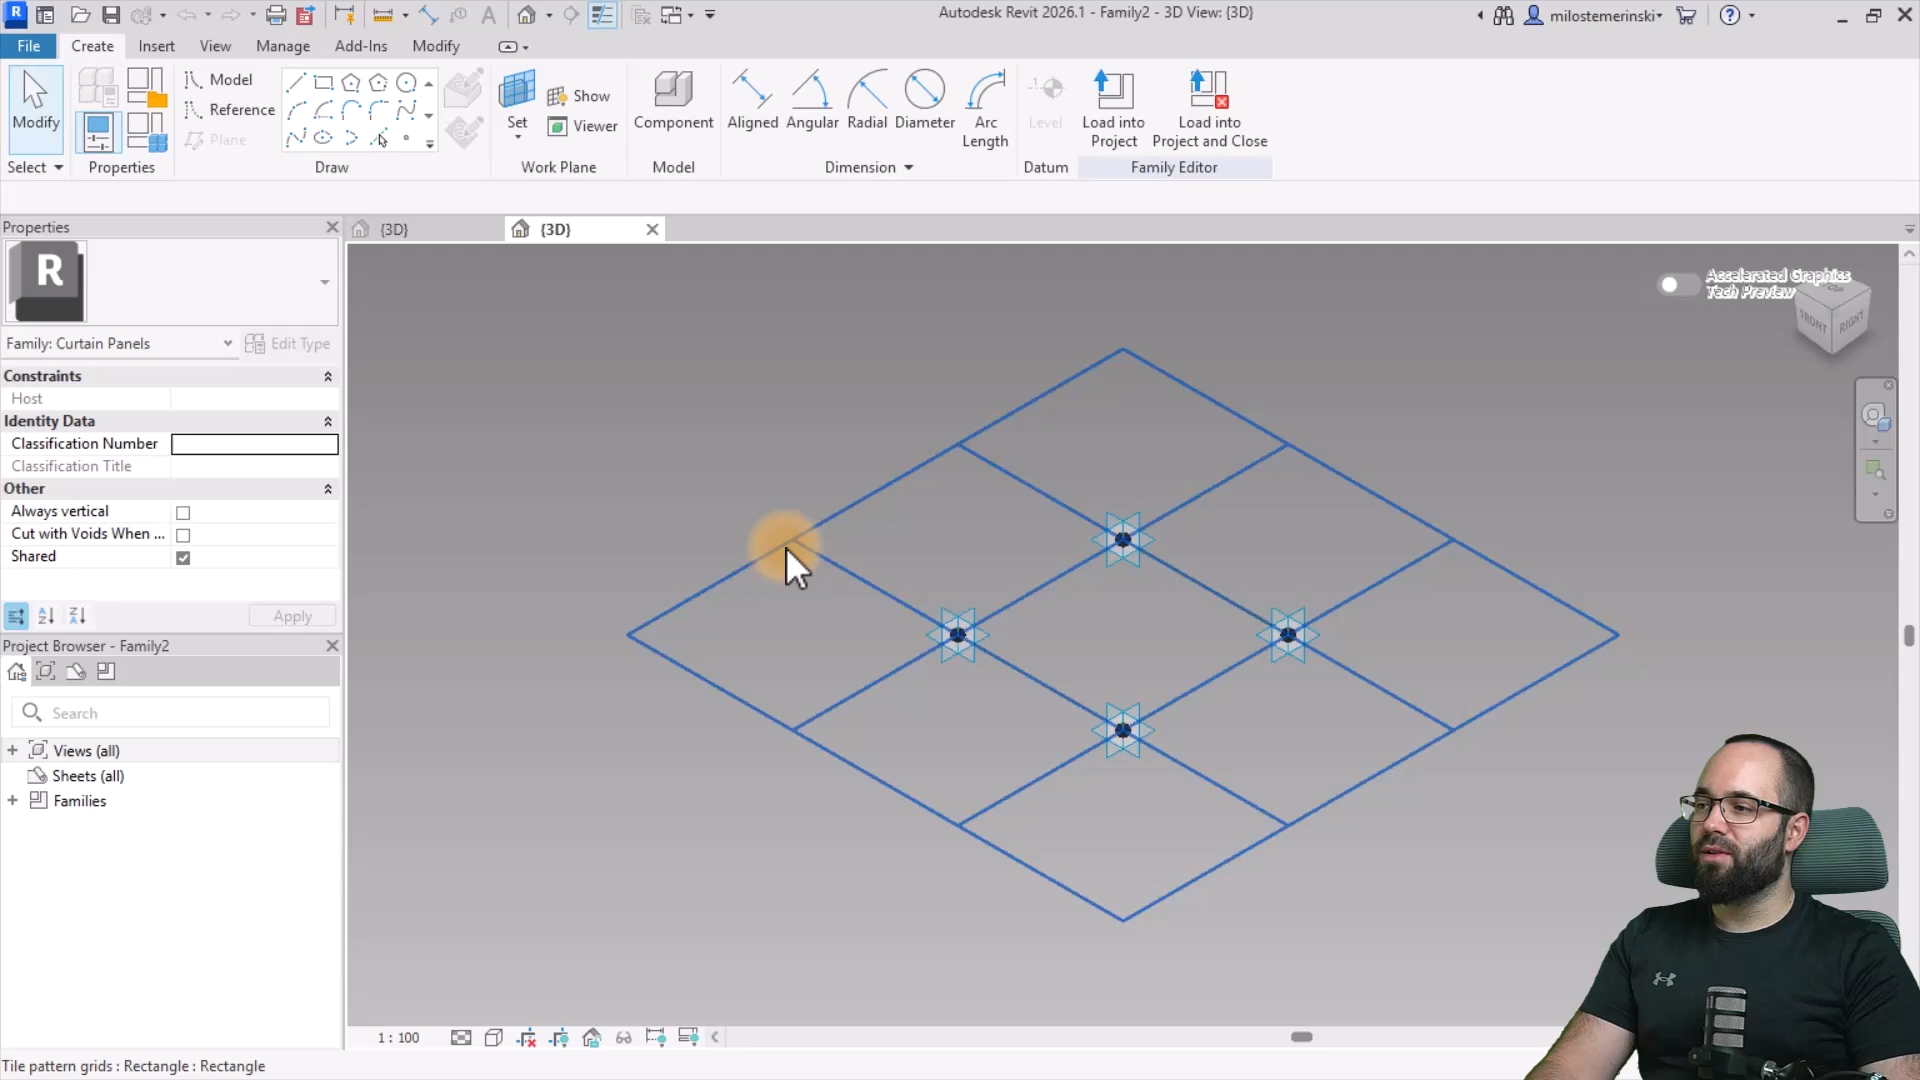 Autodesk Revit 2026.1 - Family2 - 3D View: {3D}
milostemerinski
File
Create
Insert
View
Manage
Add-Ins
Modify
Modify
Select
Properties
Model
Reference
Plane
Draw
Set
Show
Viewer
Work Plane
Component
Model
Aligned
Angular
Radial
Diameter
Arc
Length
Dimension
Level
Datum
Load into
Project
Load into
Project and Close
Family Editor
Properties
{3D}
{3D}
R
Family: Curtain Panels
Edit Type
Constraints
Host
Identity Data
Classification Number
Classification Title
Other
Always vertical
Cut with Voids When ...
Shared
Apply
Project Browser - Family2
Search
Views (all)
Sheets (all)
Families
Accelerated Graphics
Tech Preview
FRONT
RIGHT
1 : 100
Tile pattern grids : Rectangle : Rectangle